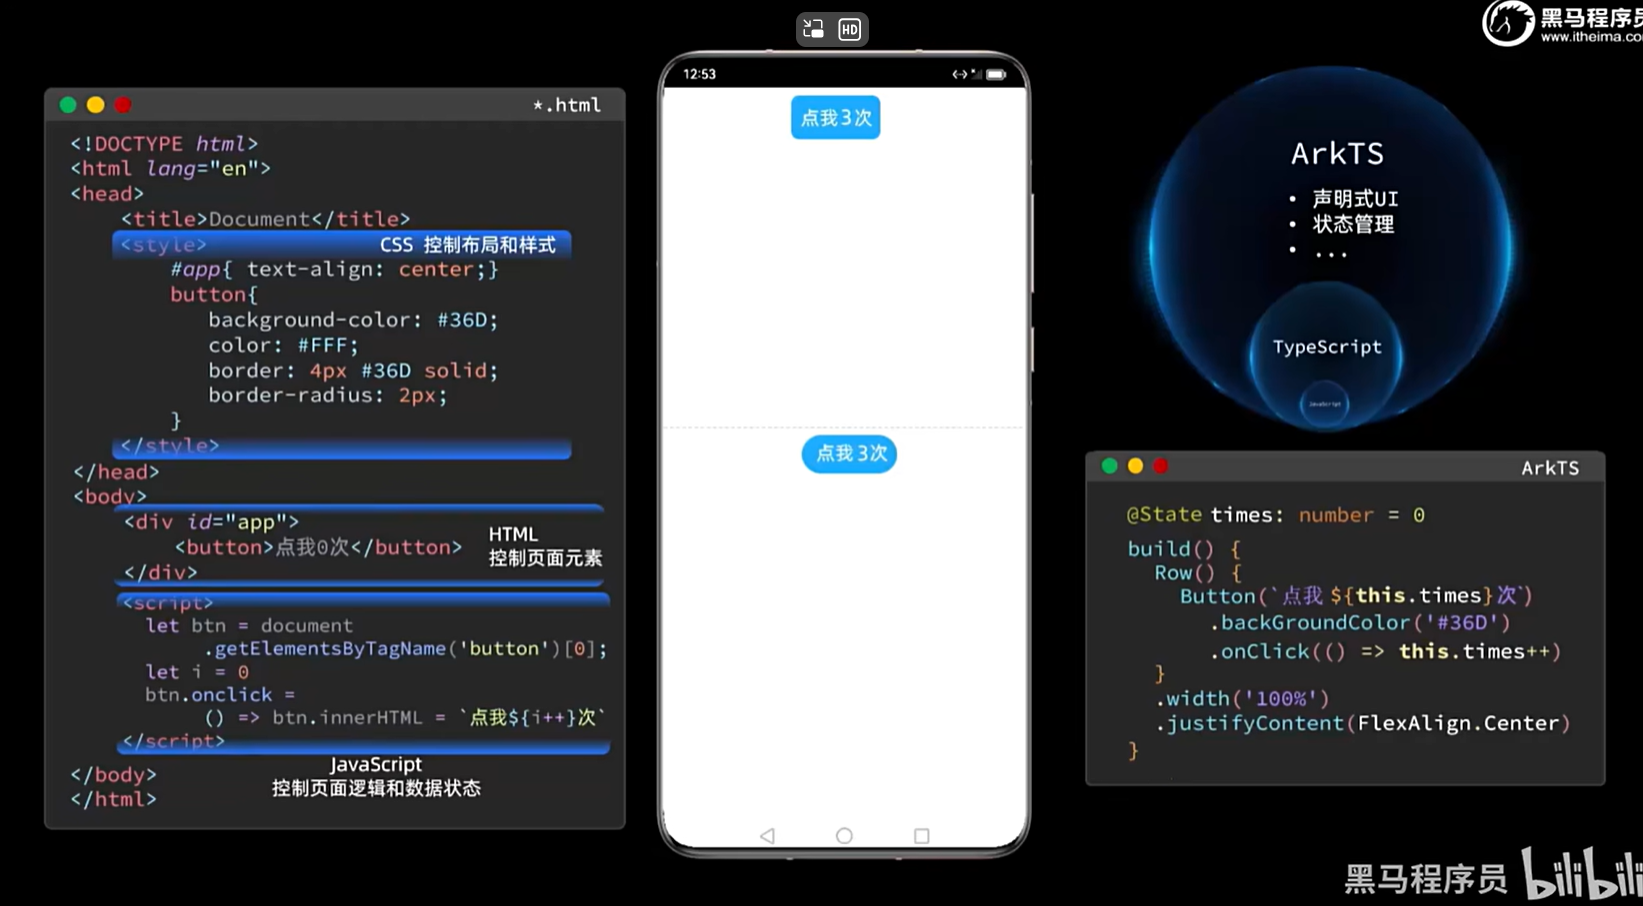 HD
黑马程序员
www.itheima.co
*.html
<!DOCTYPE html>
<html lang="en">
<head>
<title>Document</title>
<style>
CSS 控制布局和样式
#app{ text-align: center;}
button{
background-color: #36D;
color: #FFF;
border: 4px #36D solid;
border-radius: 2px;
}
</style>
</head>
<body>
<div id="app">
<button>点我0次</button>
</div>
HTML
控制页面元素
<script>
let btn = document
.getElementsByTagName('button')[0];
let i = 0
btn.onclick =
() => btn.innerHTML = `点我${i++}次`
</script>
JavaScript
控制页面逻辑和数据状态
</body>
</html>
12:53
点我3次
点我3次
ArkTS
• 声明式UI
• 状态管理
• ...
TypeScript
JavaScript
ArkTS
@State times: number = 0
build() {
Row() {
Button(`点我 ${this.times}次`)
.backGroundColor('#36D')
.onClick(() => this.times++)
}
.width('100%')
.justifyContent(FlexAlign.Center)
}
黑马程序员 bilibili